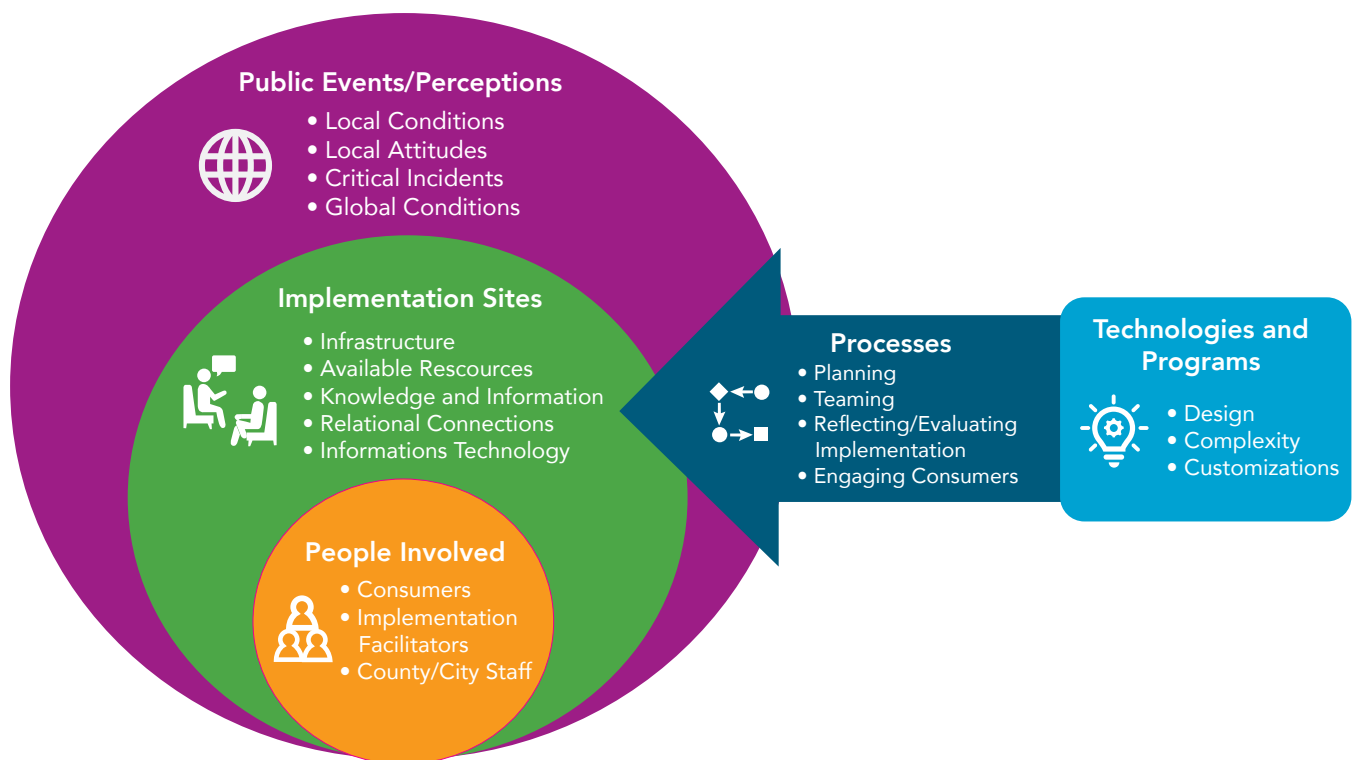 Public Events/Perceptions
• Local Conditions
• Local Attitudes
• Critical Incidents
• Global Conditions
Implementation Sites
• Infrastructure
• Available Rescources
• Knowledge and Information
• Relational Connections
• Informations Technology
People Involved
• Consumers
• Implementation
Facilitators
• County/City Staff
Processes
• Planning
• Teaming
• Reflecting/Evaluating
Implementation
• Engaging Consumers
Technologies and
Programs
• Design
• Complexity
• Customizations